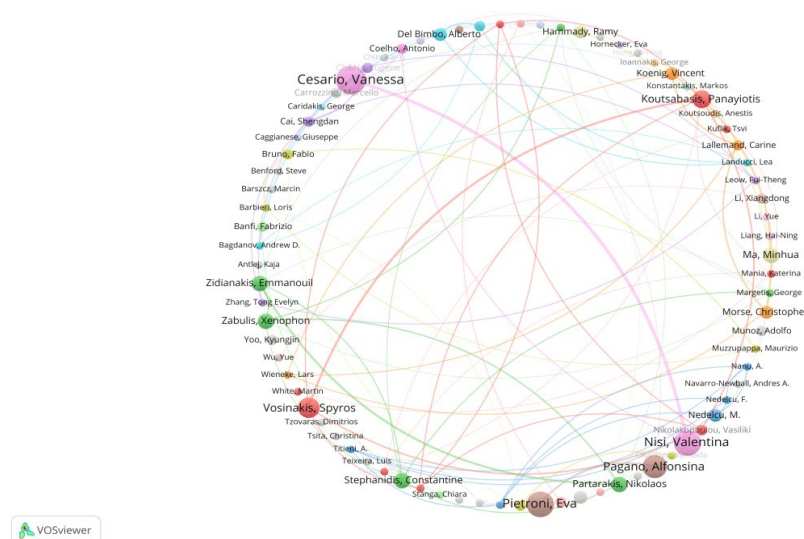 Del Bimbo, Alberto
Hammady, Ramy
Coelho, Antonio
Hornecker, Eva
Ioannakis, George
Cesario, Vanessa
Koenig, Vincent
Konstantakis, Markos
Carrozzino, Marcello
Koutsabasis, Panayiotis
Caridakis, George
Koutsoudis, Anestis
Cai, Shengdan
Kuflik, Tsvi
Caggianese, Giuseppe
Lallemand, Carine
Bruno, Fabio
Landucci, Lea
Benford, Steve
Leow, Fui-Theng
Barszcz, Marcin
Li, Xiangdong
Barbieri, Loris
Li, Yue
Banfi, Fabrizio
Liang, Hai-Ning
Bagdanov, Andrew D.
Ma, Minhua
Antlej, Kaja
Mania, Katerina
Zidianakis, Emmanouil
Margetis, George
Zhang, Tong Evelyn
Morse, Christophe
Zabulis, Xenophon
Munoz, Adolfo
Yoo, Kyungjin
Muzzupappa, Maurizio
Wu, Yue
Nanu, A.
Wieneke, Lars
Navarro-Newball, Andres A.
White, Martin
Nedelcu, F.
Vosinakis, Spyros
Nedelcu, M.
Tzovaras, Dimitrios
Nikolakopoulou, Vasiliki
Tsita, Christina
Nisi, Valentina
Titieni, A.
Teixeira, Luis
Pagano, Alfonsina
Stephanidis, Constantine
Partarakis, Nikolaos
Stanga, Chiara
Pietroni, Eva
VOSviewer